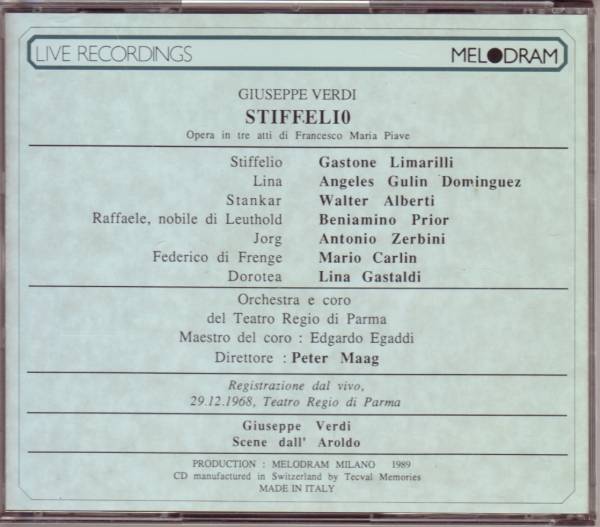 LIVE RECORDINGS MELODRAM
GIUSEPPE VERDI
STIFFELIO
Opera in tre atti di Francesco Maria Piave
Stiffelio Gastone Limarilli
Lina Angeles Gulin Dominguez
Stankar Walter Alberti
Raffaele, nobile di Leuthold Beniamino Prior
Jorg Antonio Zerbini
Federico di Frenge Mario Carlin
Dorotea Lina Gastaldi
Orchestra e coro
del Teatro Regio di Parma
Maestro del coro : Edgardo Egaddi
Direttore : Peter Maag
Registrazione dal vivo,
29.12.1968, Teatro Regio di Parma
Giuseppe Verdi
Scene dall' Aroldo
PRODUCTION : MELODRAM MILANO 1989
CD manufactured in Switzerland by Tecval Memories
MADE IN ITALY